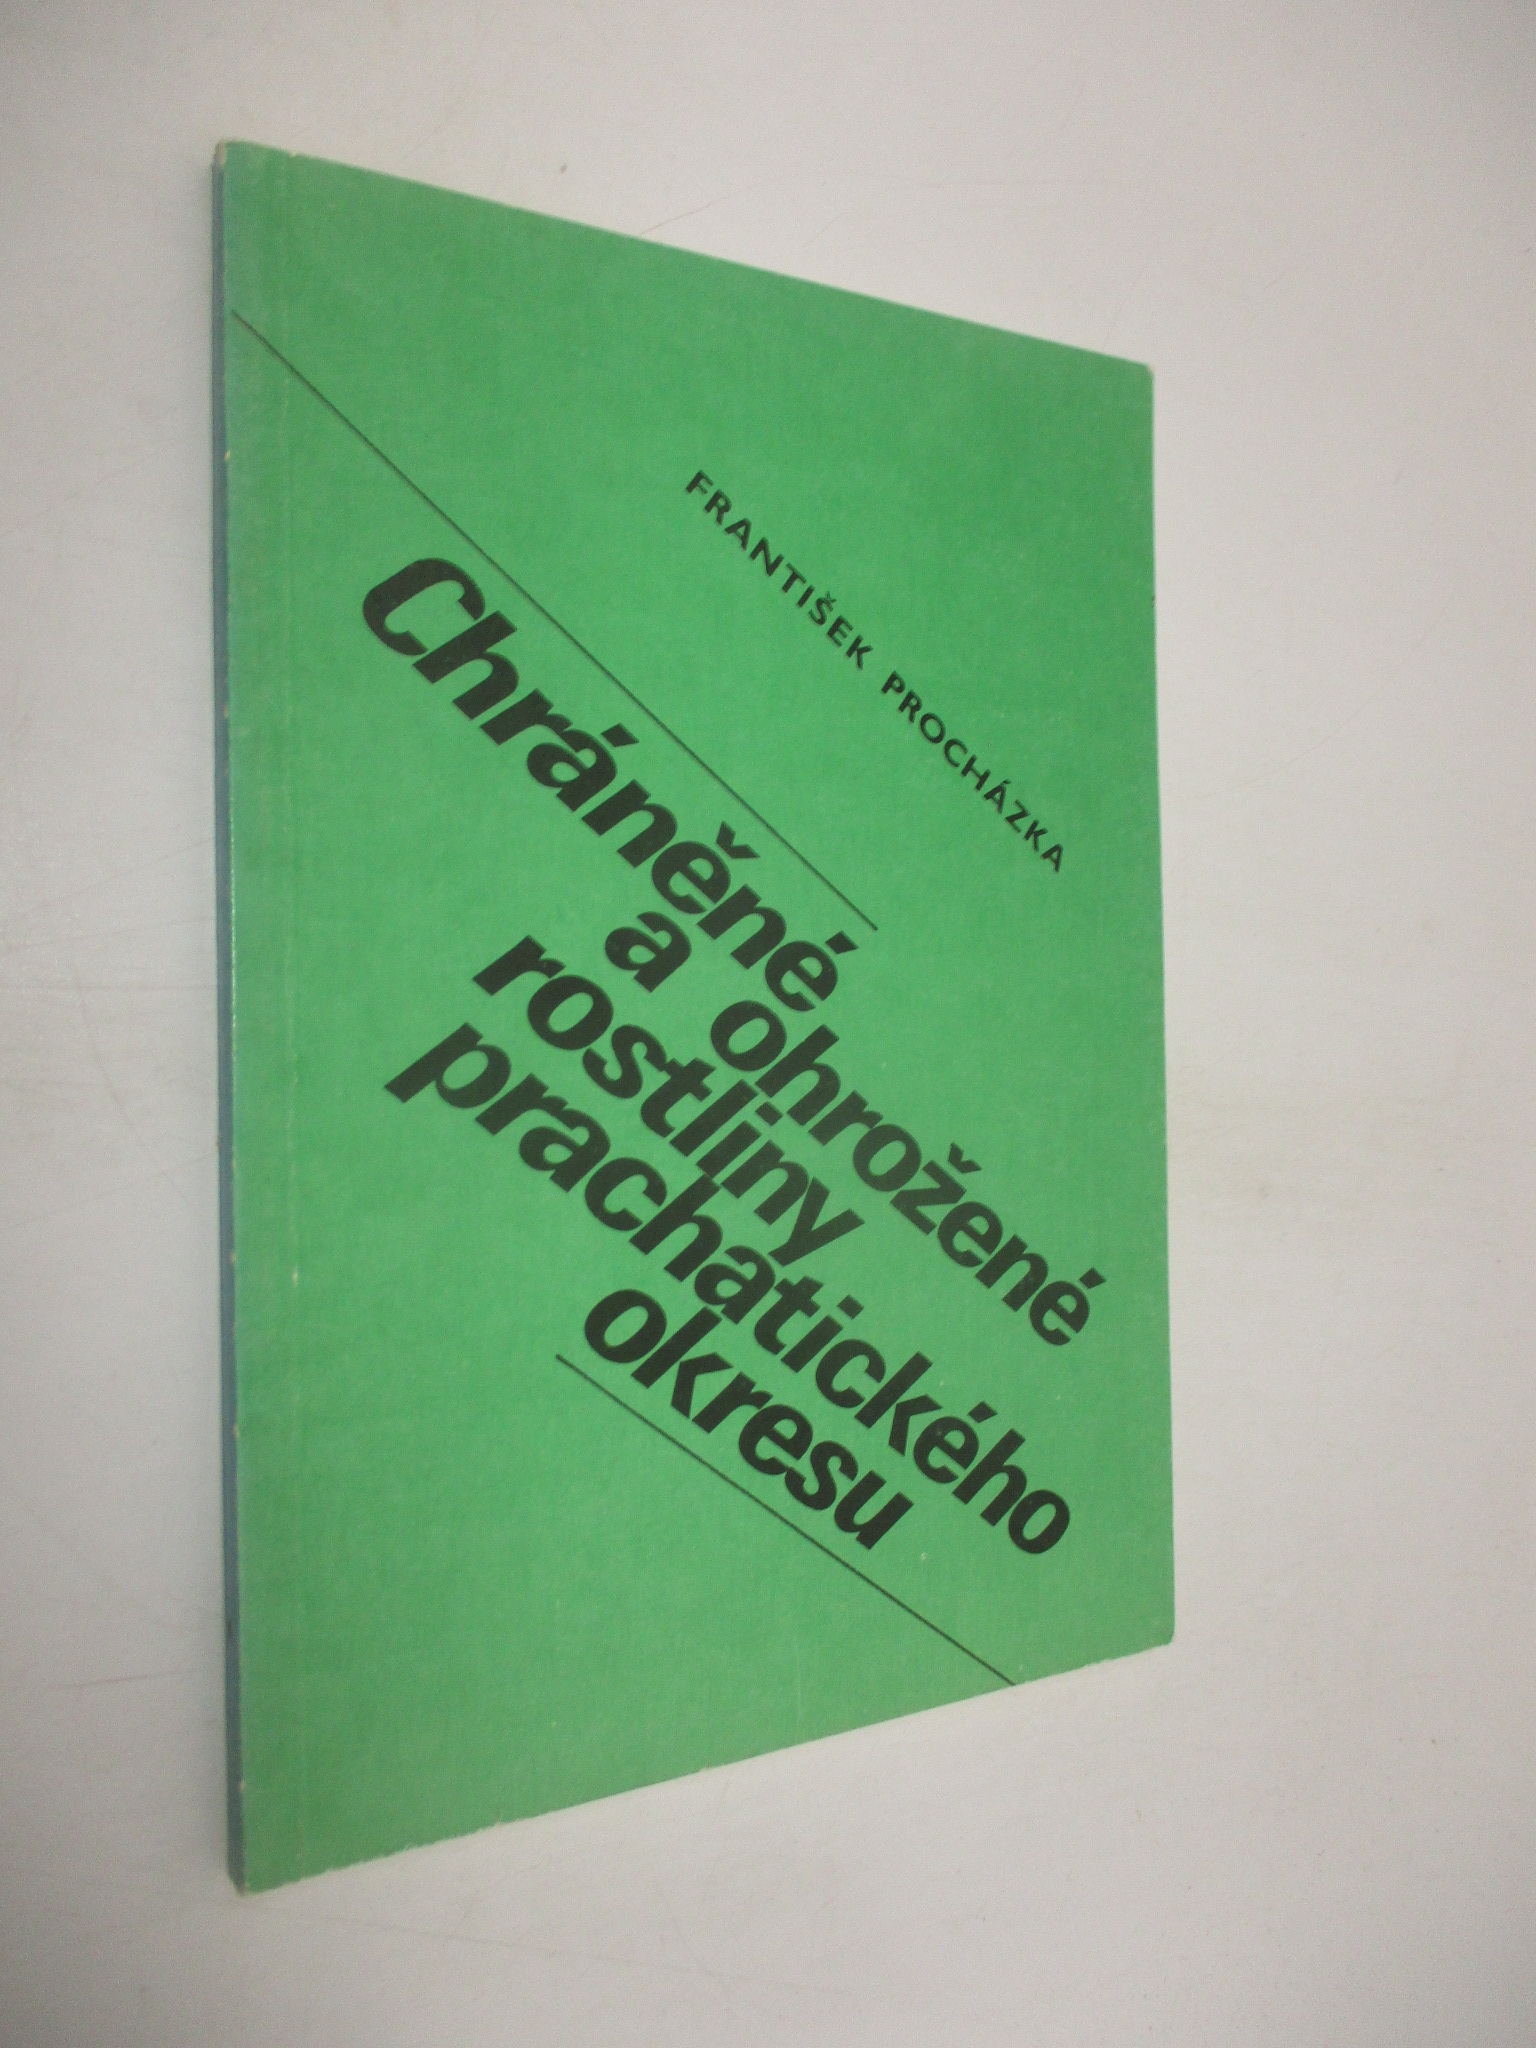 FRANTIŠEK PROCHÁZKA
Chráněné
a ohrožené
rostliny
prachatického
okresu